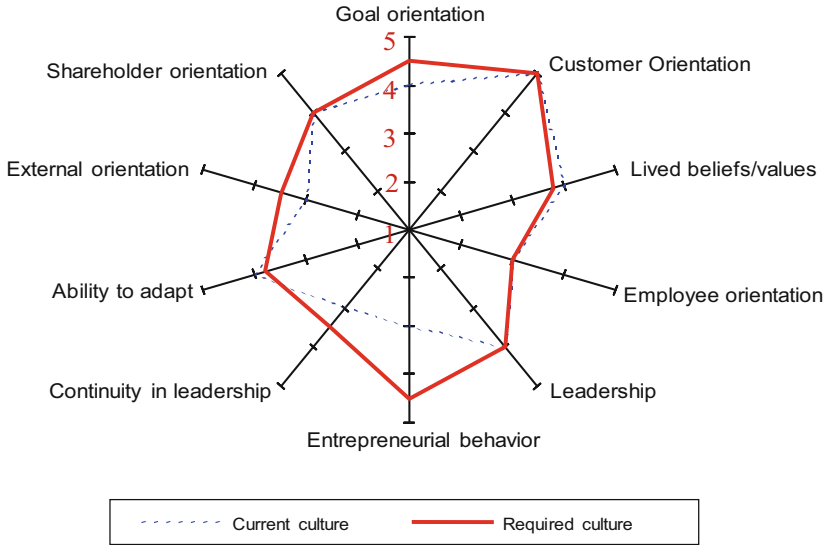 Goal orientation
5
Shareholder orientation
Customer Orientation
4
3
External orientation
Lived beliefs/values
2
1
Ability to adapt
Employee orientation
Continuity in leadership
Leadership
Entrepreneurial behavior
Current culture
Required culture